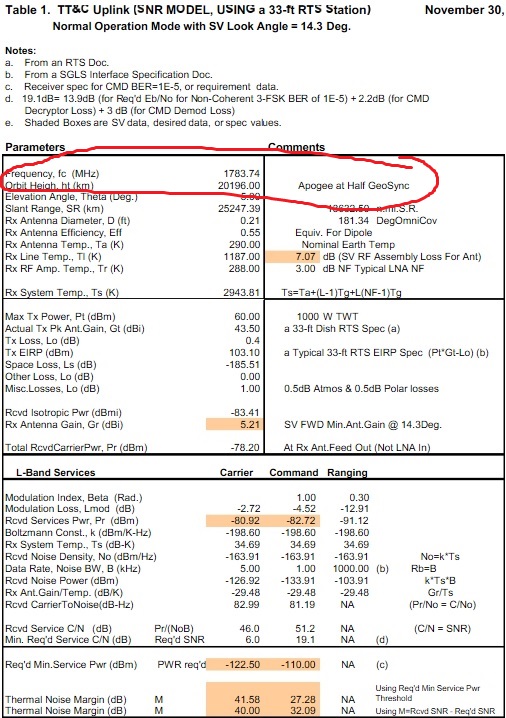 Table 1. TT&C Uplink (SNR MODEL, USING a 33-ft RTS Station) November 30,
Normal Operation Mode with SV Look Angle = 14.3 Deg.
Notes:
a. From an RTS Doc.
b. From a SGLS Interface Specification Doc.
c. Receiver spec for CMD BER=1E-5, or requirement data.
d. 19.1dB= 13.9dB (for Req'd Eb/No for Non-Coherent 3-FSK BER of 1E-5) + 2.2dB (for CMD
Decryptor Loss) + 3 dB (for CMD Demod Loss)
e. Shaded Boxes are SV data, desired data, or spec values.
Parameters Comments
Frequency, fc (MHz) 1783.74
Orbit Heigh, ht (km) 20196.00 Apogee at Half GeoSync
Elevation Angle, Theta (Deg.) 5.00
Slant Range, SR (km) 25247.39 n.mi.S.R.
Rx Antenna Diameter, D (ft) 0.21 181.34 DegOmniCov
Rx Antenna Efficiency, Eff 0.55 Equiv. For Dipole
Rx Antenna Temp., Ta (K) 290.00 Nominal Earth Temp
Rx Line Temp., Tl (K) 1187.00 7.07 dB (SV RF Assembly Loss For Ant)
Rx RF Amp. Temp., Tr (K) 288.00 3.00 dB NF Typical LNA NF
Rx System Temp., Ts (K) 2943.81 Ts=Ta+(L-1)Tg+L(NF-1)Tg
Max Tx Power, Pt (dBm) 60.00 1000 W TWT
Actual Tx Pk Ant.Gain, Gt (dBi) 43.50 a 33-ft Dish RTS Spec (a)
Tx Loss, Lo (dB) 0.4
Tx EIRP (dBm) 103.10 a Typical 33-ft RTS EIRP Spec (Pt*Gt-Lo) (b)
Space Loss, Ls (dB) -185.51
Other Loss, Lo (dB) 0.00
Misc.Losses, Lo (dB) 1.00 0.5dB Atmos & 0.5dB Polar losses
Rcvd Isotropic Pwr (dBmi) -83.41
Rx Antenna Gain, Gr (dBi) 5.21 SV FWD Min.Ant.Gain @ 14.3Deg.
Total RcvdCarrierPwr, Pr (dBm) -78.20 At Rx Ant.Feed Out (Not LNA In)
L-Band Services Carrier Command Ranging
Modulation Index, Beta (Rad.) 1.00 0.30
Modulation Loss, Lmod (dB) -2.72 -4.52 -12.91
Rcvd Services Pwr, Pr (dBm) -80.92 -82.72 -91.12
Boltzmann Const., k (dBm/K-Hz) -198.60 -198.60 -198.60
Rx System Temp., Ts (dB-K) 34.69 34.69 34.69
Rcvd Noise Density, No (dBm/Hz) -163.91 -163.91 -163.91 No=k*Ts
Data Rate, Noise BW, B (kHz) 5.00 1.00 1000.00 (b) Rb=B
Rcvd Noise Power (dBm) -126.92 -133.91 -103.91 k*Ts*B
Rx Ant.Gain/Temp. (dB/K) -29.48 -29.48 -29.48 Gr/Ts
Rcvd CarrierToNoise(dB-Hz) 82.99 81.19 NA (Pr/No = C/No)
Rcvd Service C/N (dB) Pr/(NoB) 46.0 51.2 NA (C/N = SNR)
Min. Req'd Service C/N (dB) Req'd SNR 6.0 19.1 NA (d)
Req'd Min.Service Pwr (dBm) PWR req'd -122.50 -110.00 NA (c)
Using Req'd Min Service Pwr
Thermal Noise Margin (dB) M 41.58 27.28 NA Threshold
Thermal Noise Margin (dB) M 40.00 32.09 NA Using M=Rcvd SNR - Req'd SNR